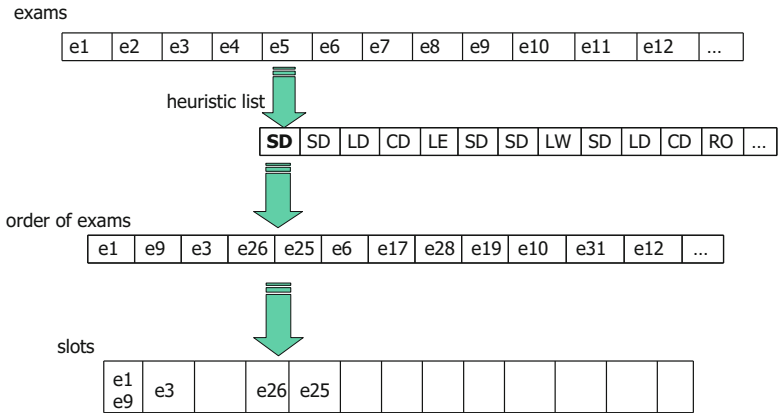 exams
e1 e2 e3 e4 e5 e6 e7 e8 e9 e10 e11 e12 ...
heuristic list
SD SD LD CD LE SD SD LW SD LD CD RO ...
order of exams
e1 e9 e3 e26 e25 e6 e17 e28 e19 e10 e31 e12 ...
slots
e1 e3 e26 e25
e9